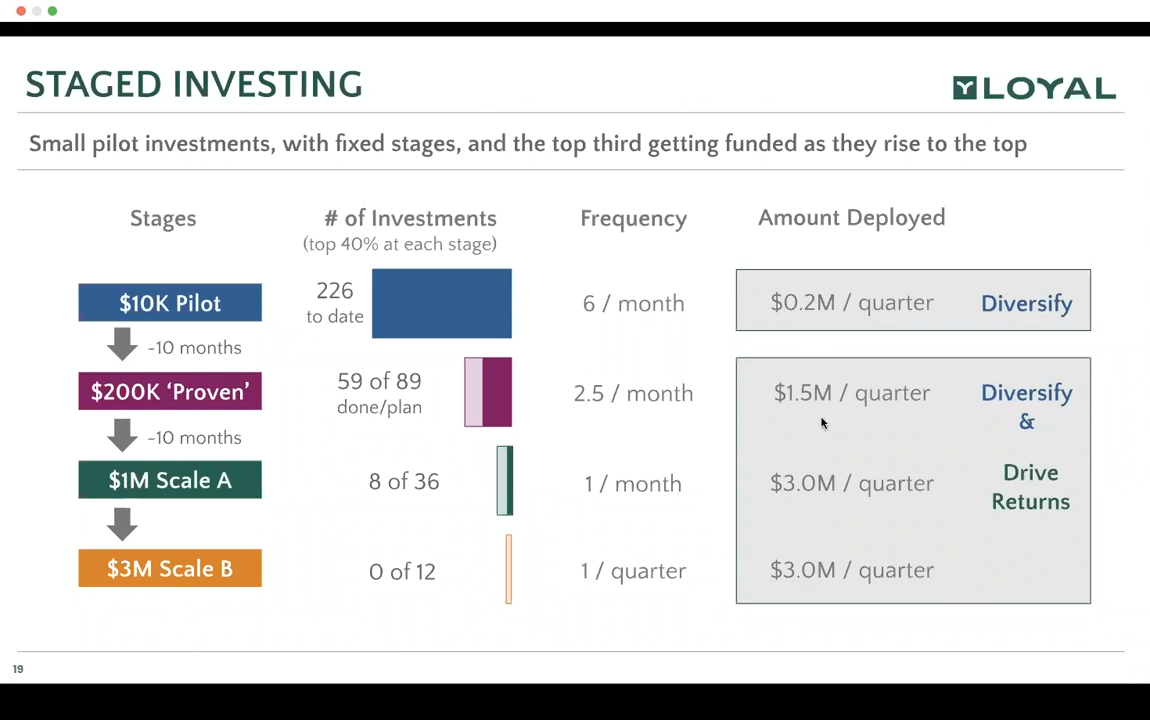 STAGED INVESTING
LOYAL
Small pilot investments, with fixed stages, and the top third getting funded as they rise to the top
Stages
# of Investments
(top 40% at each stage)
Frequency
Amount Deployed
$10K Pilot
226
to date
6 / month
$0.2M / quarter
Diversify
~10 months
$200K ‘Proven’
59 of 89
done/plan
2.5 / month
$1.5M / quarter
Diversify
&
~10 months
$1M Scale A
8 of 36
1 / month
$3.0M / quarter
Drive
Returns
$3M Scale B
0 of 12
1 / quarter
$3.0M / quarter
19